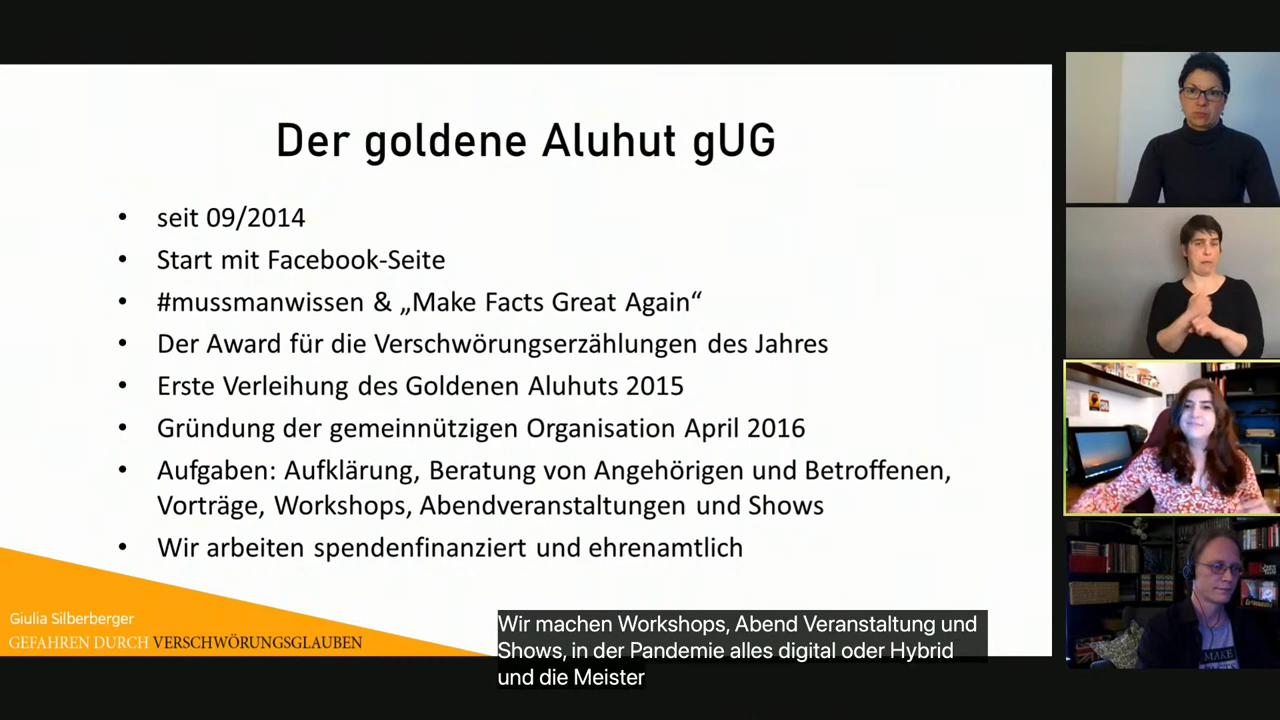 Der goldene Aluhut gUG
• seit 09/2014
• Start mit Facebook-Seite
• #mussmanwissen & „Make Facts Great Again“
• Der Award für die Verschwörungserzählungen des Jahres
• Erste Verleihung des Goldenen Aluhuts 2015
• Gründung der gemeinnützigen Organisation April 2016
• Aufgaben: Aufklärung, Beratung von Angehörigen und Betroffenen,
Vorträge, Workshops, Abendveranstaltungen und Shows
• Wir arbeiten spendenfinanziert und ehrenamtlich
Giulia Silberberger
GEFAHREN DURCH VERSCHWÖRUNGSGLAUBEN
Wir machen Workshops, Abend Veranstaltung und
Shows, in der Pandemie alles digital oder Hybrid
und die Meister
MAKE